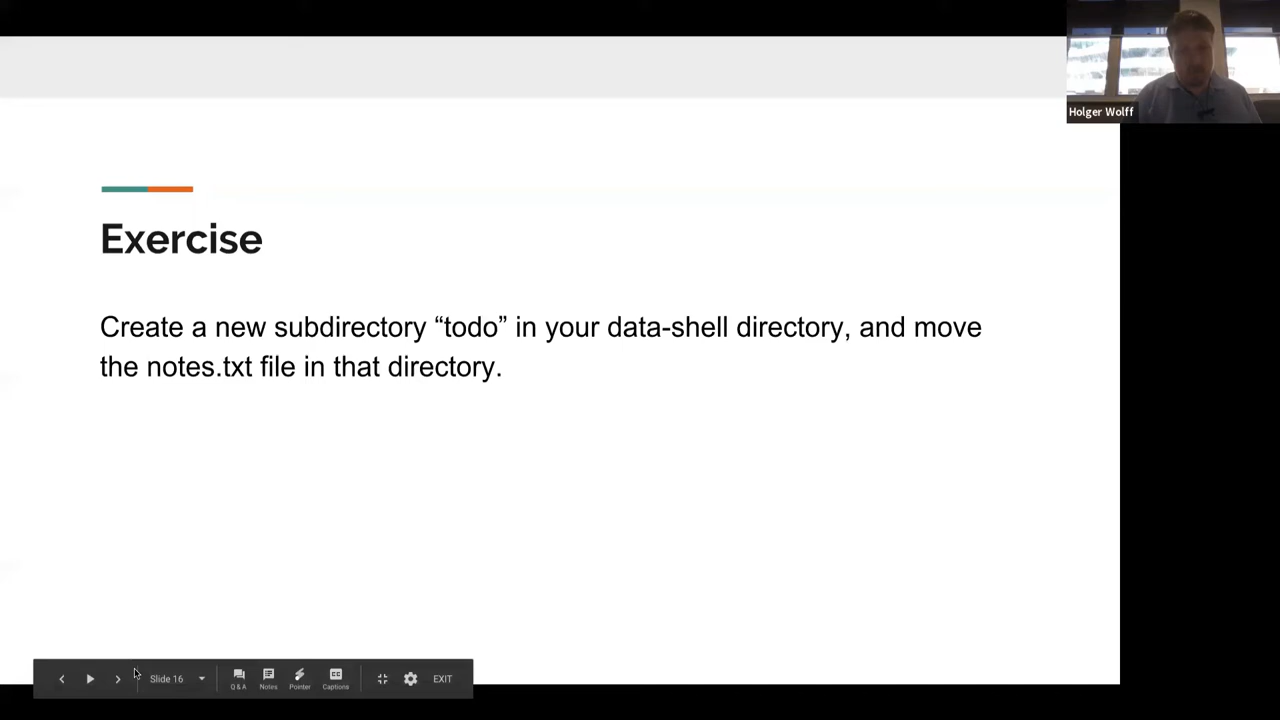 Holger Wolff
Exercise
Create a new subdirectory “todo” in your data-shell directory, and move
the notes.txt file in that directory.
Slide 16
Q & A
Notes
Pointer
Captions
EXIT